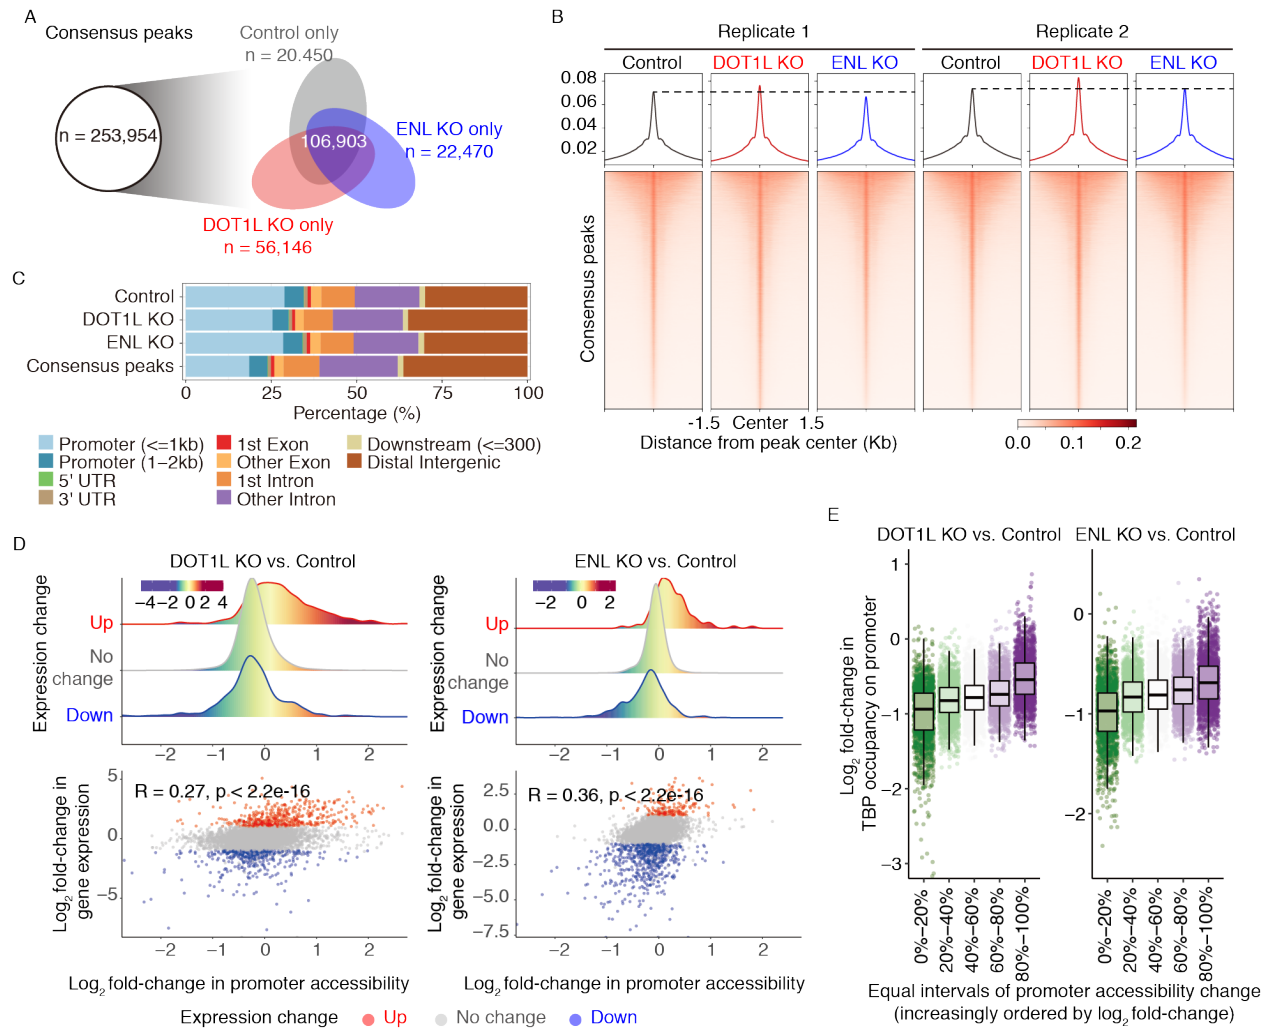 A
Consensus peaks
n = 253,954
Control only
n = 20.450
106,903
ENL KO only
n = 22,470
DOT1L KO only
n = 56,146
B
Replicate 1
Replicate 2
Control
DOT1L KO
ENL KO
Control
DOT1L KO
ENL KO
0.08
0.06
0.04
0.02
Consensus peaks
-1.5 Center 1.5
Distance from peak center (Kb)
0.0 0.1 0.2
C
Control
DOT1L KO
ENL KO
Consensus peaks
0 25 50 75 100
Percentage (%)
Promoter (<=1kb)
Promoter (1–2kb)
5' UTR
3' UTR
1st Exon
Other Exon
1st Intron
Other Intron
Downstream (<=300)
Distal Intergenic
D
DOT1L KO vs. Control
Expression change
−4−2 0 2 4
Up
No
change
Down
−2 −1 0 1 2
ENL KO vs. Control
Expression change
−2 0 2
Up
No
change
Down
−2 −1 0 1 2
Log2 fold-change in
gene expression
5
0
−5
R = 0.27, p < 2.2e-16
−2 −1 0 1 2
Log2 fold-change in promoter accessibility
Log2 fold-change in
gene expression
2.5
0.0
−2.5
−5.0
−7.5
R = 0.36, p < 2.2e-16
−2 −1 0 1 2
Log2 fold-change in promoter accessibility
Expression change Up No change Down
E
DOT1L KO vs. Control
ENL KO vs. Control
Log2 fold-change in
TBP occupancy on promoter
1
0
−1
−2
−3
0
−1
−2
0%−20%
20%−40%
40%−60%
60%−80%
80%−100%
0%−20%
20%−40%
40%−60%
60%−80%
80%−100%
Equal intervals of promoter accessibility change
(increasingly ordered by log2 fold-change)